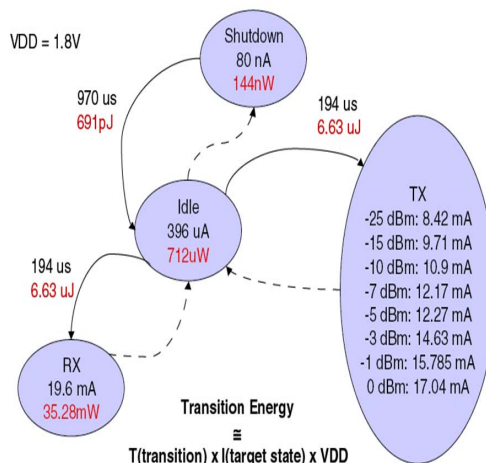 VDD = 1.8V
Shutdown
80 nA
144nW
970 us
691pJ
194 us
6.63 uJ
Idle
396 uA
712uW
194 us
6.63 uJ
RX
19.6 mA
35.28mW
TX
-25 dBm: 8.42 mA
-15 dBm: 9.71 mA
-10 dBm: 10.9 mA
-7 dBm: 12.17 mA
-5 dBm: 12.27 mA
-3 dBm: 14.63 mA
-1 dBm: 15.785 mA
0 dBm: 17.04 mA
Transition Energy
≅
T(transition) x I(target state) x VDD